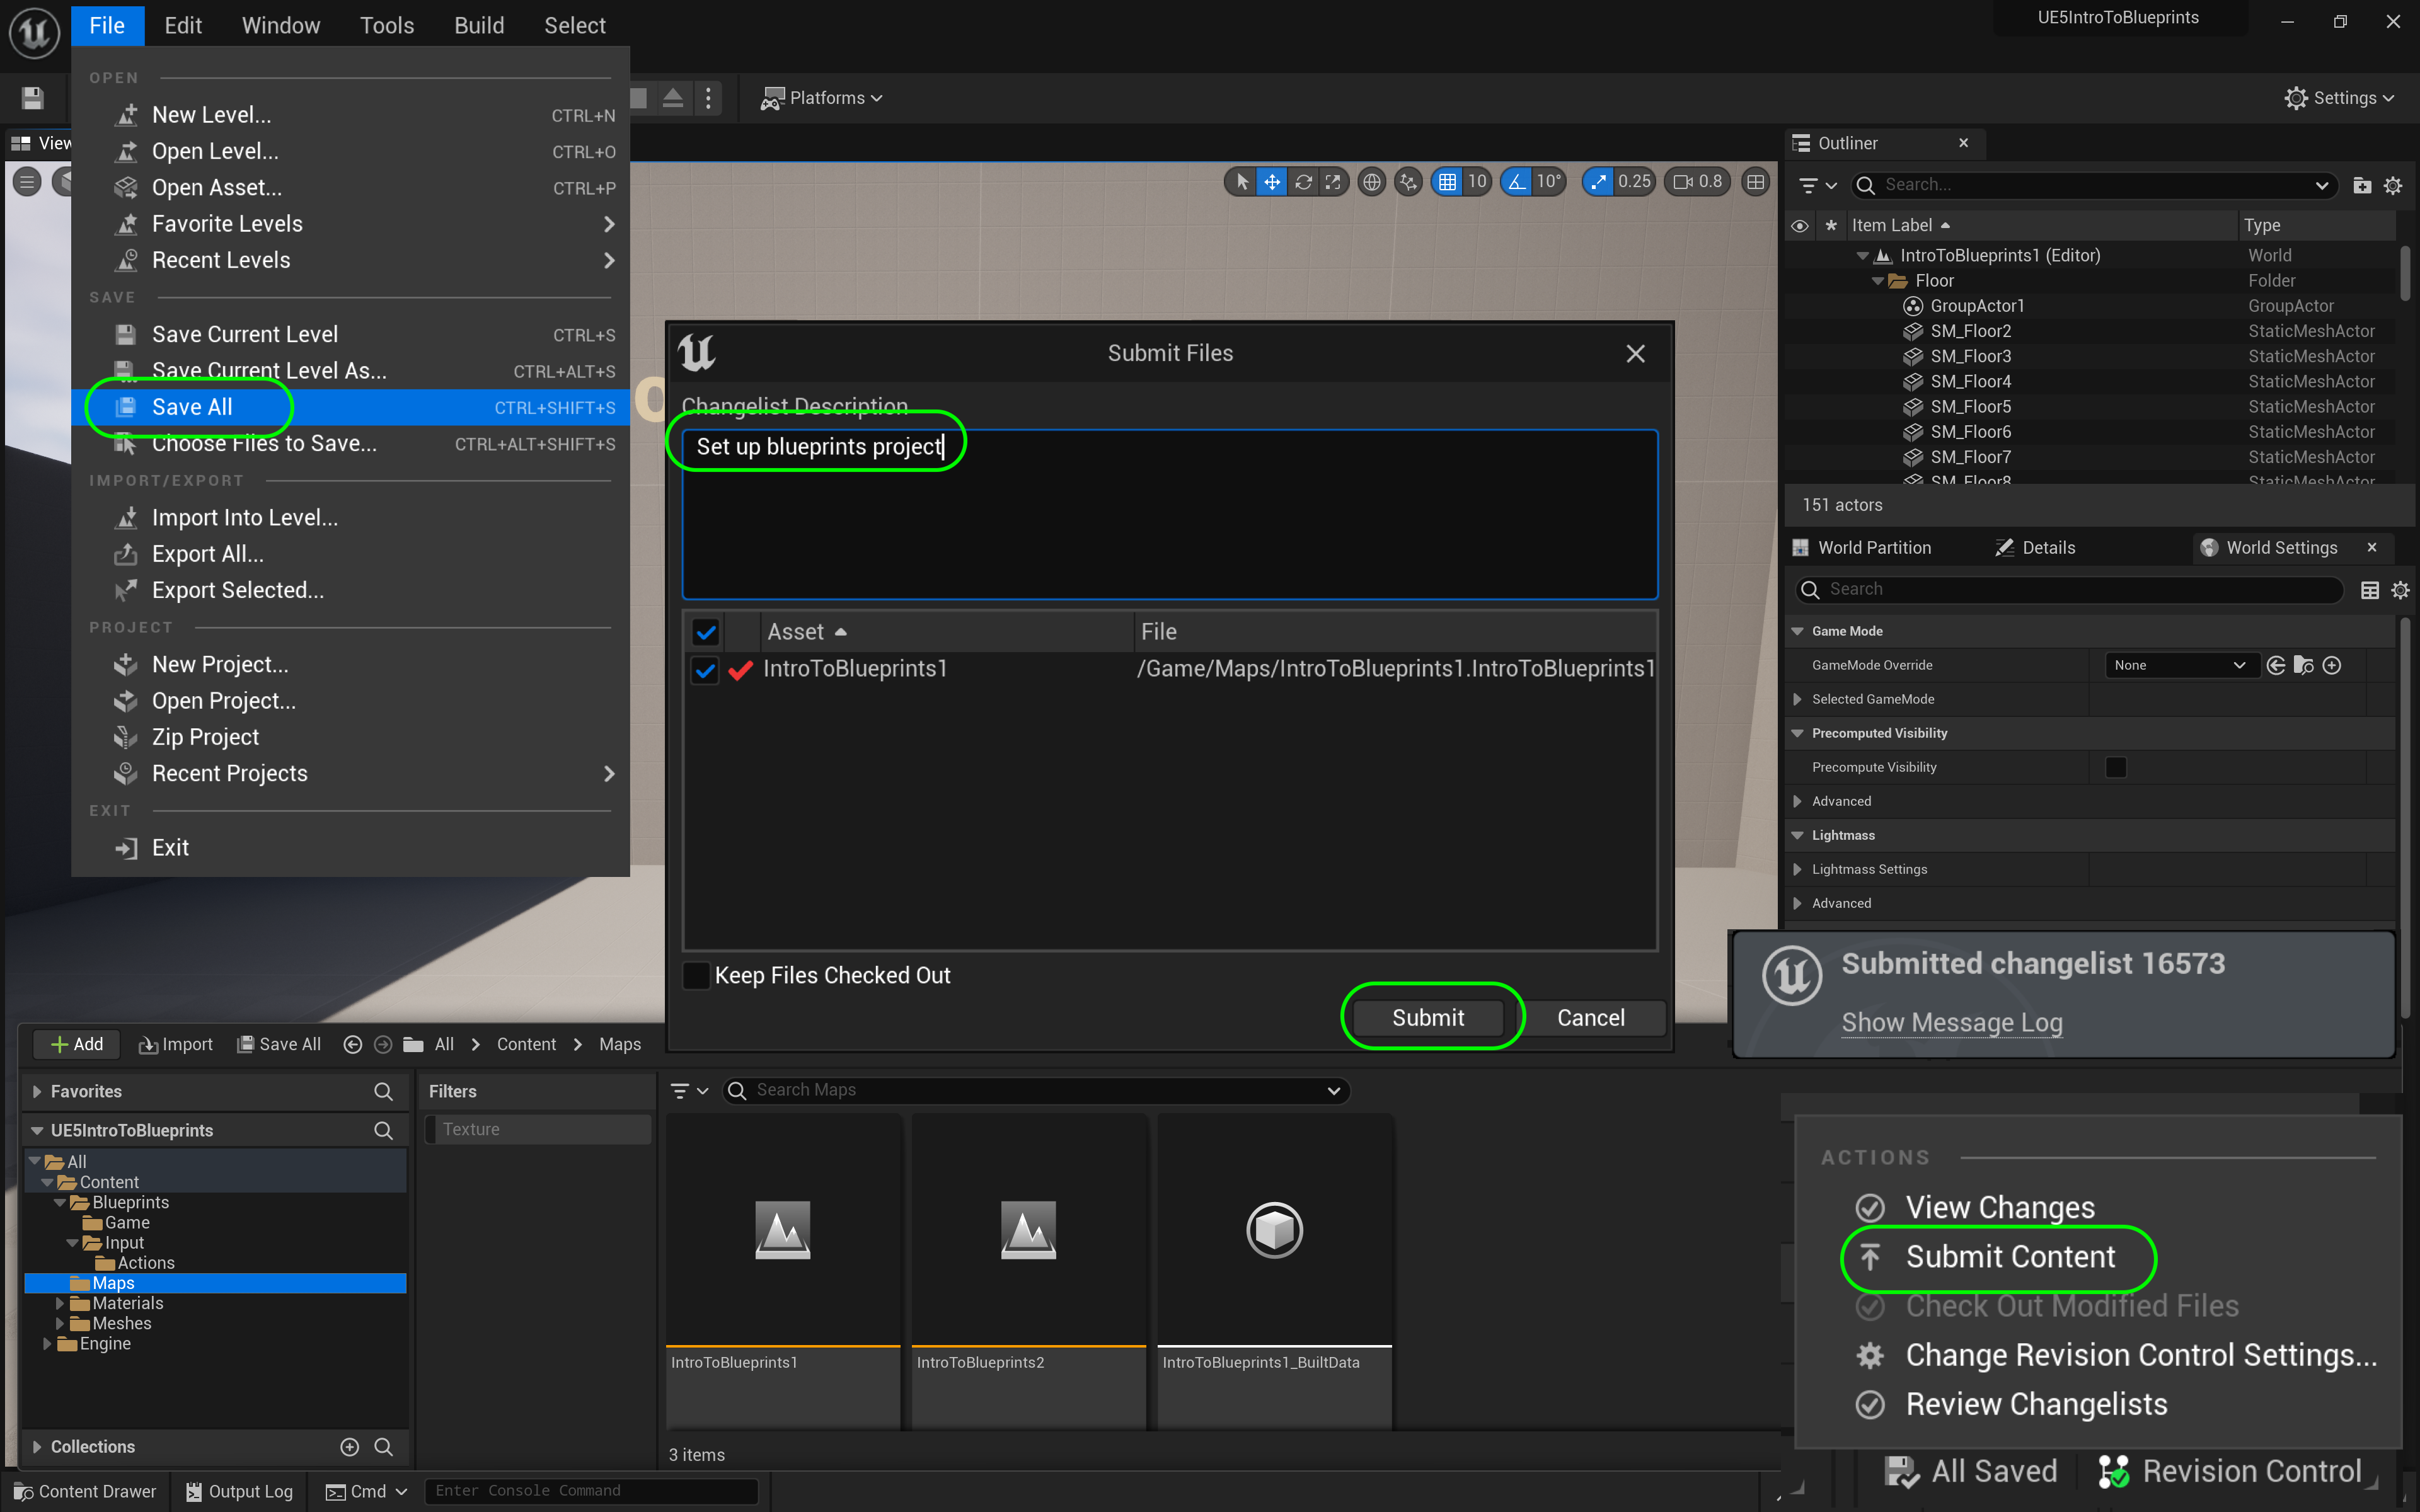 File Edit Window Tools Build Select
UE5IntroToBlueprints
OPEN
New Level... CTRL+N
Open Level... CTRL+O
Open Asset... CTRL+P
Favorite Levels
Recent Levels
SAVE
Save Current Level CTRL+S
Save Current Level As... CTRL+ALT+S
Save All CTRL+SHIFT+S
Choose Files to Save... CTRL+ALT+SHIFT+S
IMPORT/EXPORT
Import Into Level...
Export All...
Export Selected...
PROJECT
New Project...
Open Project...
Zip Project
Recent Projects
EXIT
Exit
Platforms
Settings
10 10° 0.25 0.8
Submit Files
Changelist Description
Set up blueprints project
Asset File
IntroToBlueprints1 /Game/Maps/IntroToBlueprints1.IntroToBlueprints1
Keep Files Checked Out
Submit Cancel
Outliner
Search...
Item Label Type
IntroToBlueprints1 (Editor) World
Floor Folder
GroupActor1 GroupActor
SM_Floor2 StaticMeshActor
SM_Floor3 StaticMeshActor
SM_Floor4 StaticMeshActor
SM_Floor5 StaticMeshActor
SM_Floor6 StaticMeshActor
SM_Floor7 StaticMeshActor
SM_Floor8 StaticMeshActor
151 actors
World Partition Details World Settings
Search
Game Mode
GameMode Override None
Selected GameMode
Precomputed Visibility
Precompute Visibility
Advanced
Lightmass
Lightmass Settings
Advanced
Submitted changelist 16573
Show Message Log
Add Import Save All All Content Maps
Favorites
UE5IntroToBlueprints
All
Content
Blueprints
Game
Input
Actions
Maps
Materials
Meshes
Engine
Collections
Filters
Texture
Search Maps
IntroToBlueprints1 IntroToBlueprints2 IntroToBlueprints1_BuiltData
3 items
ACTIONS
View Changes
Submit Content
Check Out Modified Files
Change Revision Control Settings...
Review Changelists
Content Drawer Output Log Cmd Enter Console Command
All Saved Revision Control